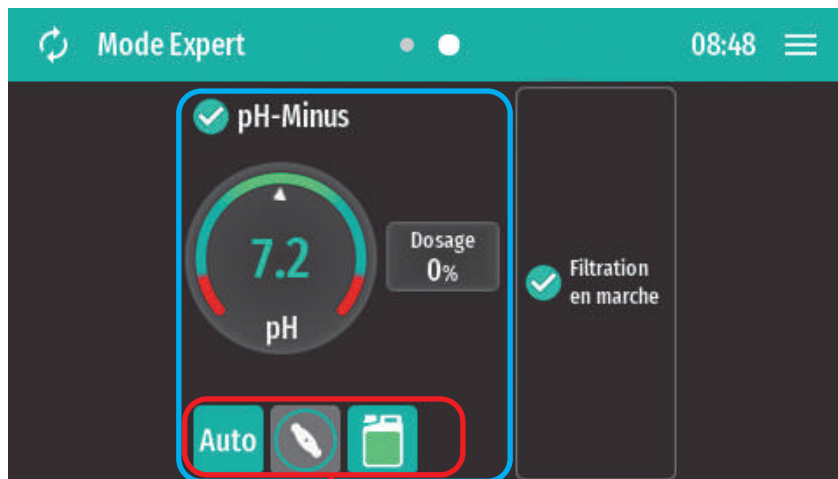 Mode Expert
08:48
pH-Minus
7.2
pH
Dosage
0%
Auto
Filtration
en marche